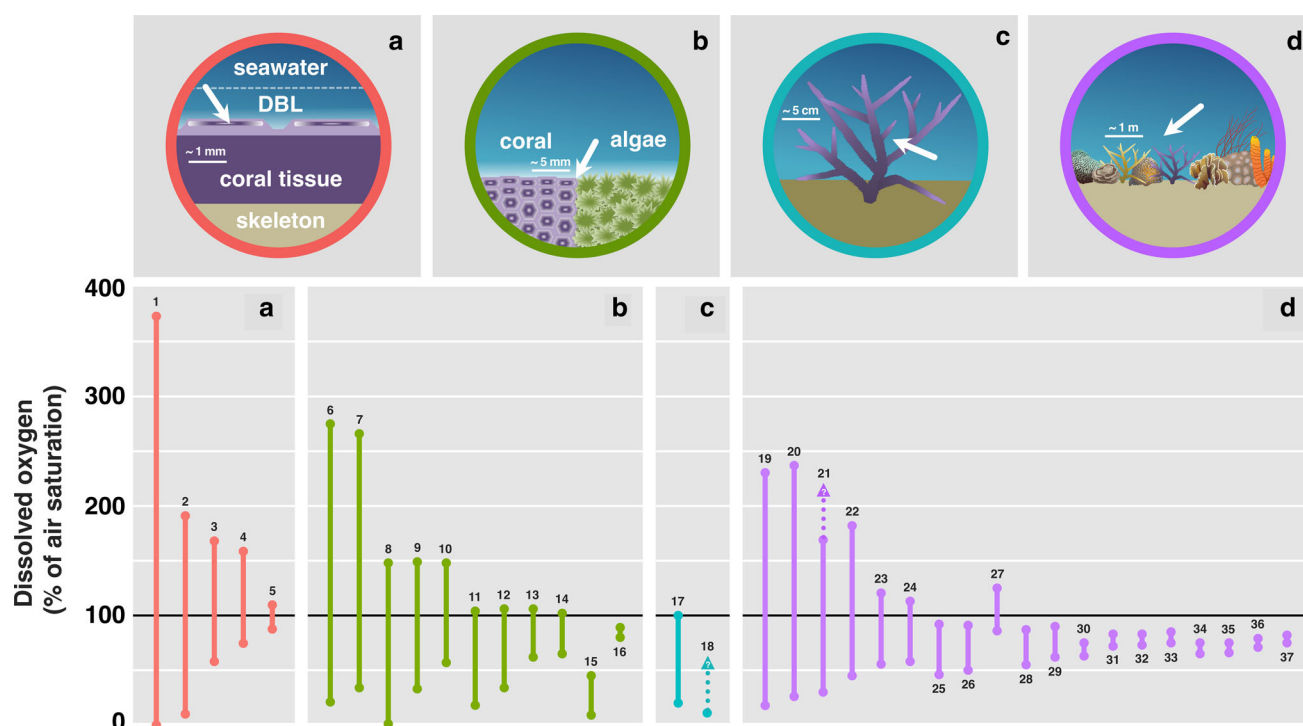 a
seawater
DBL
~ 1 mm
coral tissue
skeleton
b
coral
algae
~ 5 mm
c
~ 5 cm
d
~ 1 m
Dissolved oxygen
(% of air saturation)
400
300
200
100
0
a
1
2
3
4
5
b
6
7
8
9
10
11
12
13
14
15
16
c
17
18
?
d
19
20
21
?
22
23
24
25
26
27
28
29
30
31
32
33
34
35
36
37